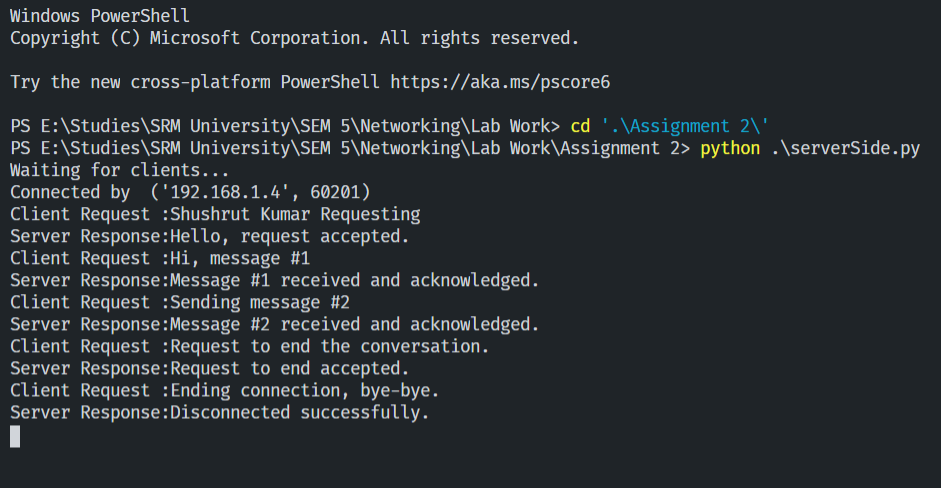 Windows PowerShell
Copyright (C) Microsoft Corporation. All rights reserved.
Try the new cross-platform PowerShell https://aka.ms/pscore6
PS E:\Studies\SRM University\SEM 5\Networking\Lab Work> cd '.\Assignment 2\'
PS E:\Studies\SRM University\SEM 5\Networking\Lab Work\Assignment 2> python .\serverSide.py
Waiting for clients...
Connected by  ('192.168.1.4', 60201)
Client Request :Shushrut Kumar Requesting
Server Response:Hello, request accepted.
Client Request :Hi, message #1
Server Response:Message #1 received and acknowledged.
Client Request :Sending message #2
Server Response:Message #2 received and acknowledged.
Client Request :Request to end the conversation.
Server Response:Request to end accepted.
Client Request :Ending connection, bye-bye.
Server Response:Disconnected successfully.